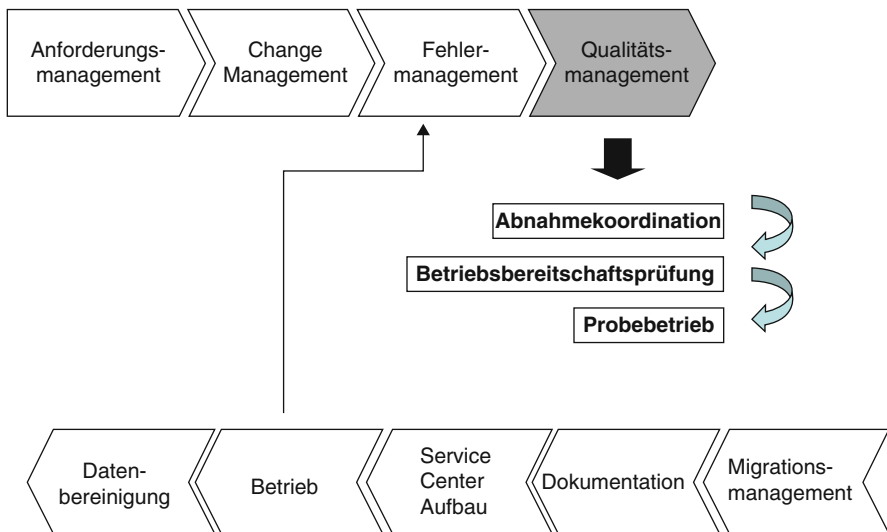 Anforderungs-
management
Change
Management
Fehler-
management
Qualitäts-
management
Abnahmekoordination
Betriebsbereitschaftsprüfung
Probebetrieb
Daten-
bereinigung
Betrieb
Service
Center
Aufbau
Dokumentation
Migrations-
management